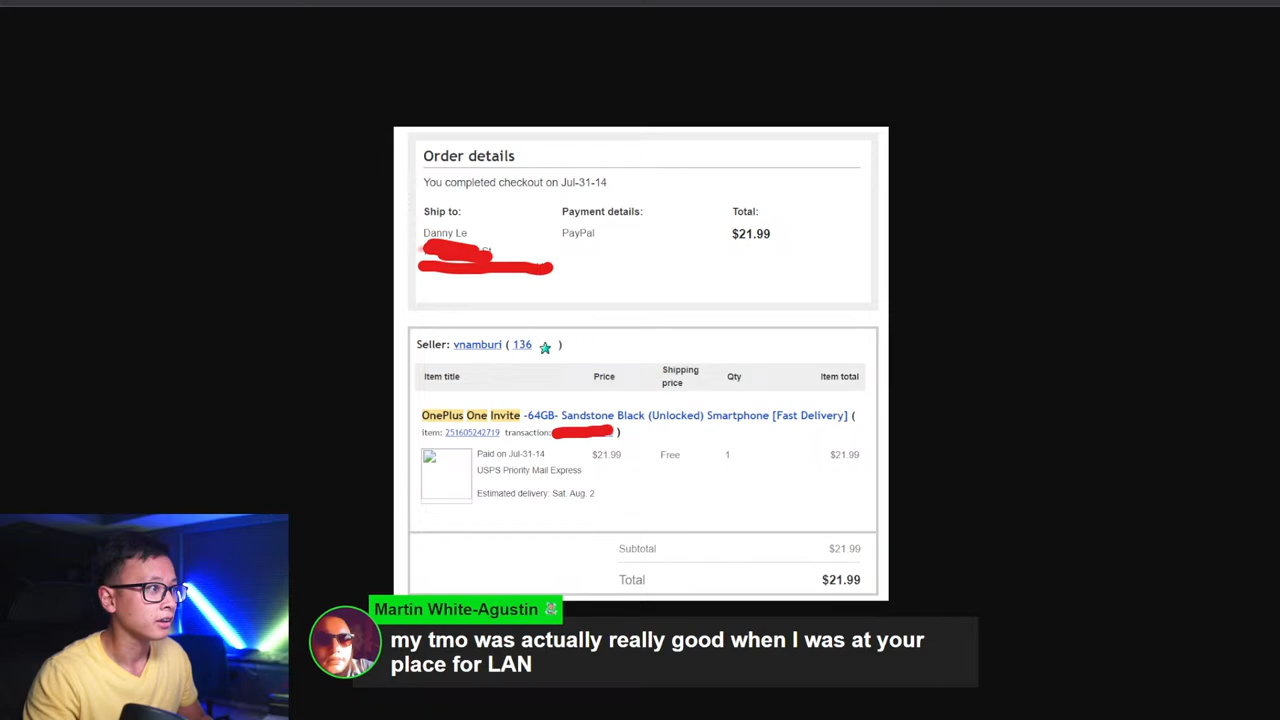 Order details
You completed checkout on Jul-31-14
Ship to: Payment details: Total:
Danny Le PayPal $21.99
St
Seller: vnamburi ( 136 )
Item title Price Shipping price Qty Item total
OnePlus One Invite -64GB- Sandstone Black (Unlocked) Smartphone [Fast Delivery] (
item: 251605242719 transaction: )
Paid on Jul-31-14 $21.99 Free 1 $21.99
USPS Priority Mail Express
Estimated delivery: Sat. Aug. 2
Subtotal $21.99
Total $21.99
Martin White-Agustin
my tmo was actually really good when I was at your
place for LAN